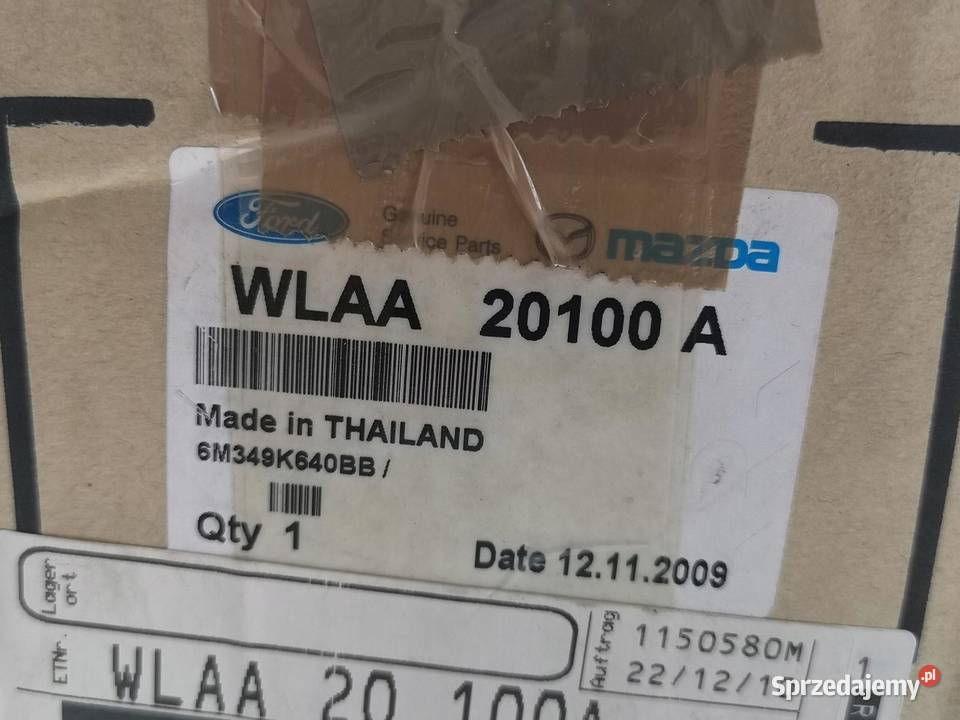 Ford
Genuine
Service Parts
mazda
WLAA 20100 A
Made in THAILAND
6M349K640BB /
Qty 1
Date 12.11.2009
Lager
ort
ETNr.
WLAA 20 100A
Auftrag
1150580M
22/12/1
1
R
Sprzedajemy.pl